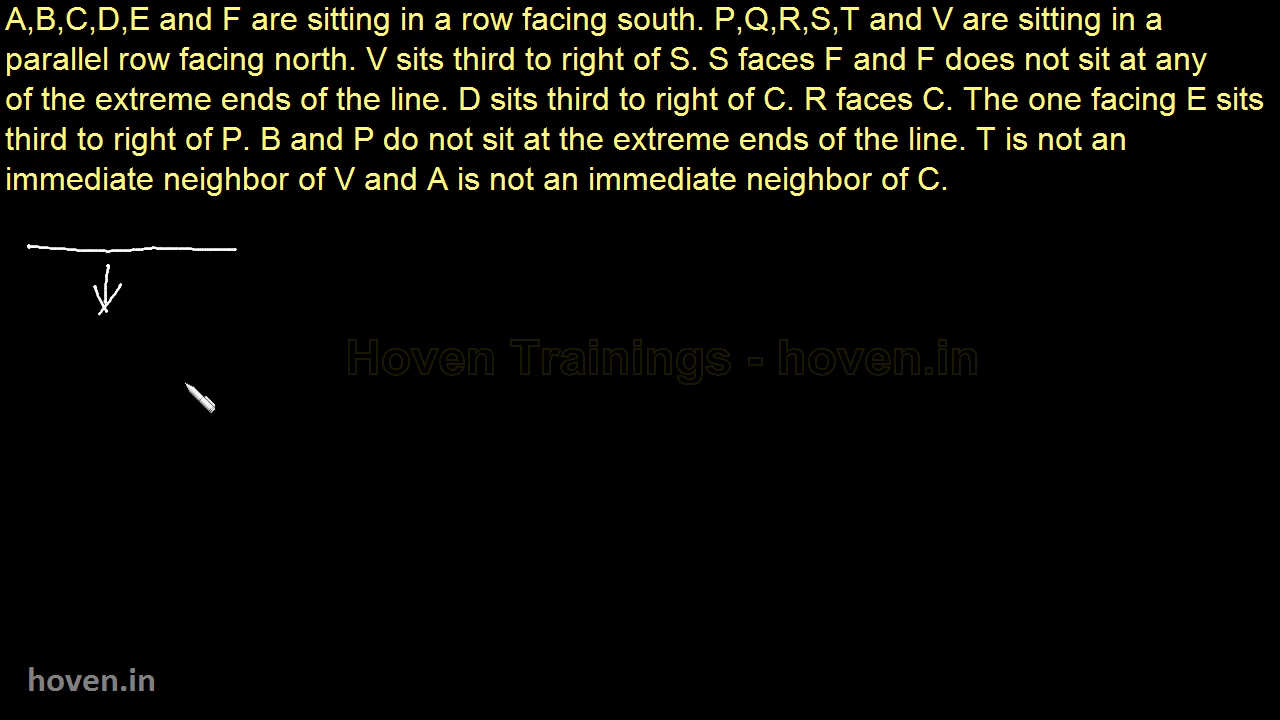 A,B,C,D,E and F are sitting in a row facing south. P,Q,R,S,T and V are sitting in a
parallel row facing north. V sits third to right of S. S faces F and F does not sit at any
of the extreme ends of the line. D sits third to right of C. R faces C. The one facing E sits
third to right of P. B and P do not sit at the extreme ends of the line. T is not an
immediate neighbor of V and A is not an immediate neighbor of C.
Hoven Trainings - hoven.in
hoven.in